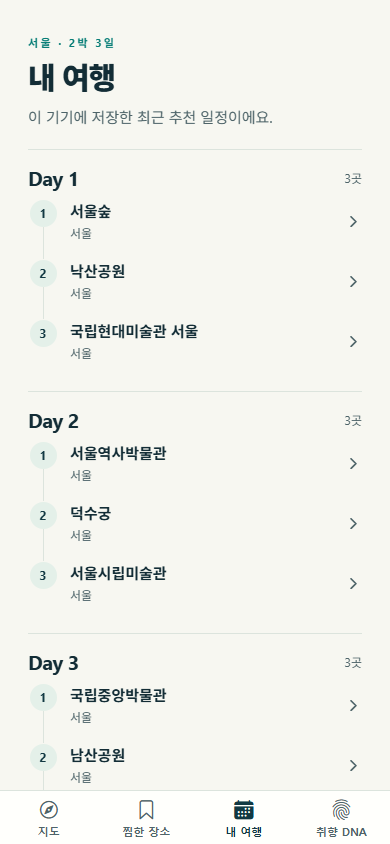 서울 · 2박 3일
내 여행
이 기기에 저장한 최근 추천 일정이에요.
Day 1
3곳
1
서울숲
서울
2
낙산공원
서울
3
국립현대미술관 서울
서울
Day 2
3곳
1
서울역사박물관
서울
2
덕수궁
서울
3
서울시립미술관
서울
Day 3
3곳
1
국립중앙박물관
서울
2
남산공원
서울
지도
찜한 장소
내 여행
취향 DNA